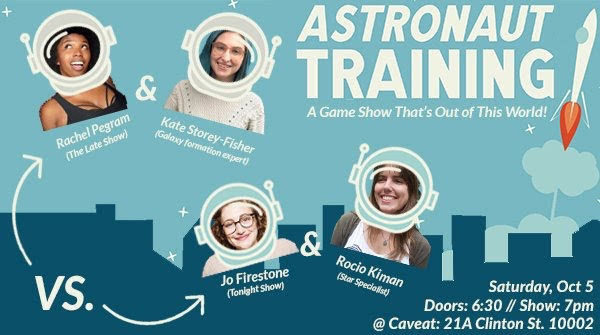 ASTRONAUT
TRAINING
A Game Show That's Out of This World!
Rachel Pegram
(The Late Show)
&
Kate Storey-Fisher
(Galaxy formation expert)
VS.
Jo Firestone
(Tonight Show)
&
Rocio Kiman
(Star Specialist)
Saturday, Oct 5
Doors: 6:30 // Show: 7pm
@ Caveat: 21A Clinton St. 10002